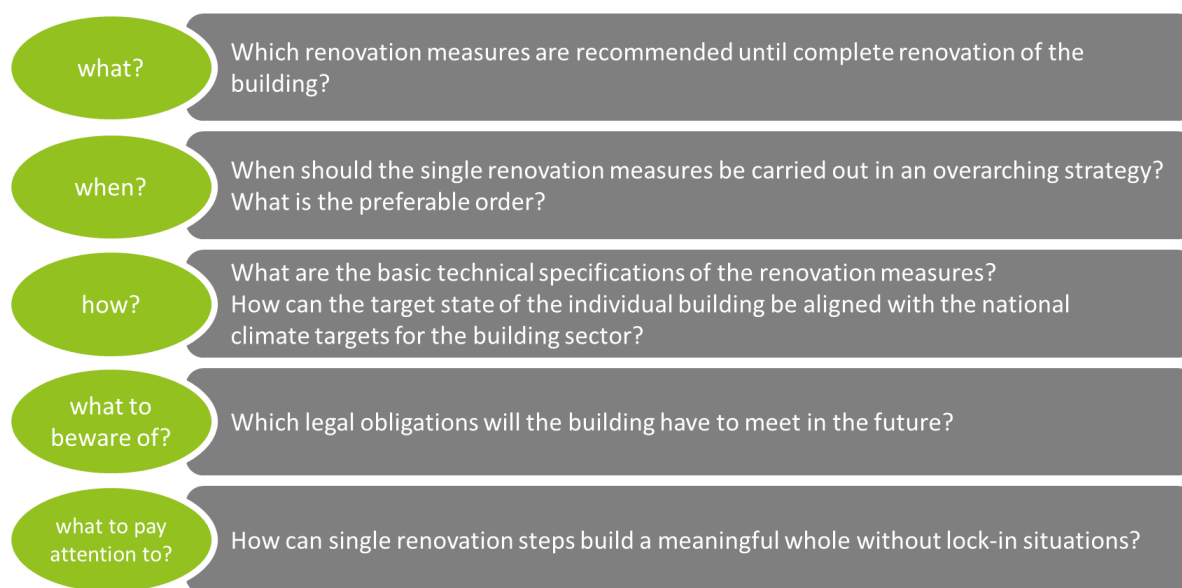 what?
Which renovation measures are recommended until complete renovation of the
building?
when?
When should the single renovation measures be carried out in an overarching strategy?
What is the preferable order?
how?
What are the basic technical specifications of the renovation measures?
How can the target state of the individual building be aligned with the national
climate targets for the building sector?
what to
beware of?
Which legal obligations will the building have to meet in the future?
what to pay
attention to?
How can single renovation steps build a meaningful whole without lock-in situations?